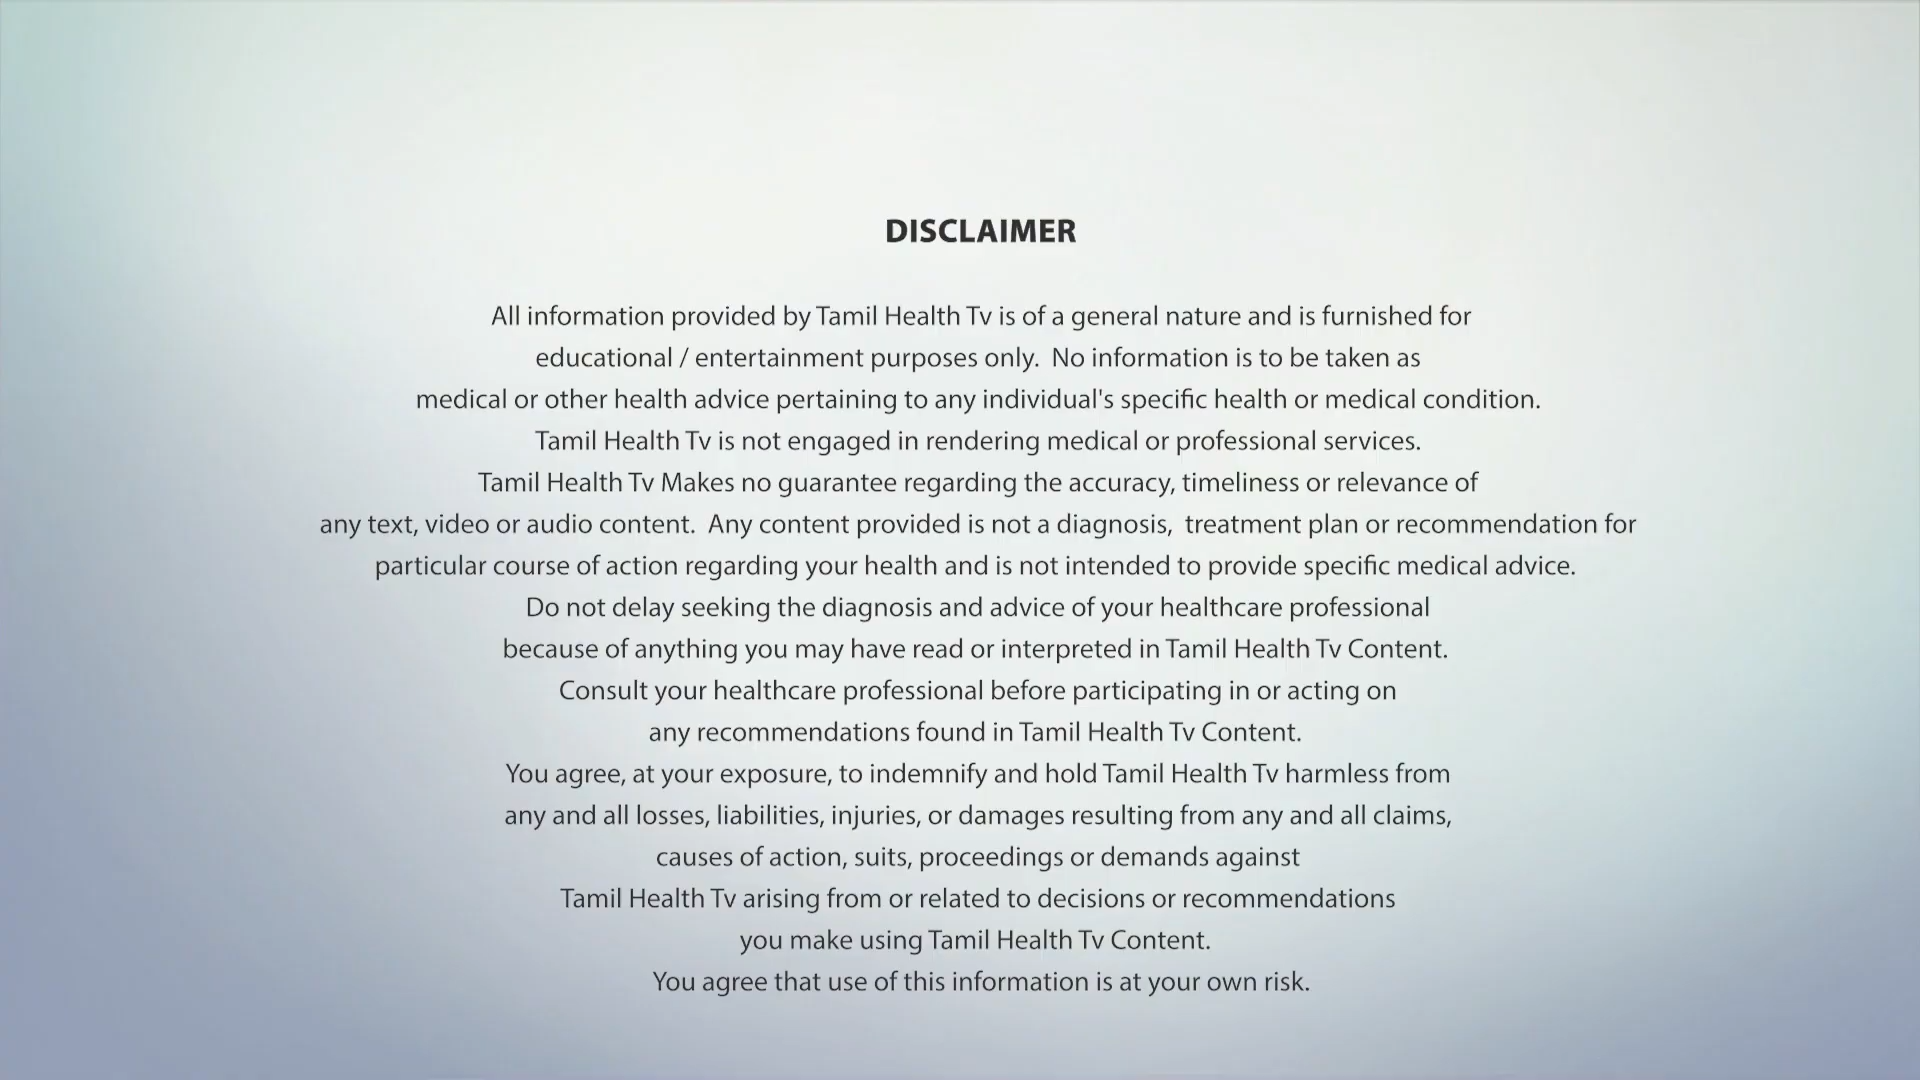 DISCLAIMER
All information provided by Tamil Health Tv is of a general nature and is furnished for
educational / entertainment purposes only.  No information is to be taken as
medical or other health advice pertaining to any individual's specific health or medical condition.
Tamil Health Tv is not engaged in rendering medical or professional services.
Tamil Health Tv Makes no guarantee regarding the accuracy, timeliness or relevance of
any text, video or audio content.  Any content provided is not a diagnosis,  treatment plan or recommendation for
particular course of action regarding your health and is not intended to provide specific medical advice.
Do not delay seeking the diagnosis and advice of your healthcare professional
because of anything you may have read or interpreted in Tamil Health Tv Content.
Consult your healthcare professional before participating in or acting on
any recommendations found in Tamil Health Tv Content.
You agree, at your exposure, to indemnify and hold Tamil Health Tv harmless from
any and all losses, liabilities, injuries, or damages resulting from any and all claims,
causes of action, suits, proceedings or demands against
Tamil Health Tv arising from or related to decisions or recommendations
you make using Tamil Health Tv Content.
You agree that use of this information is at your own risk.